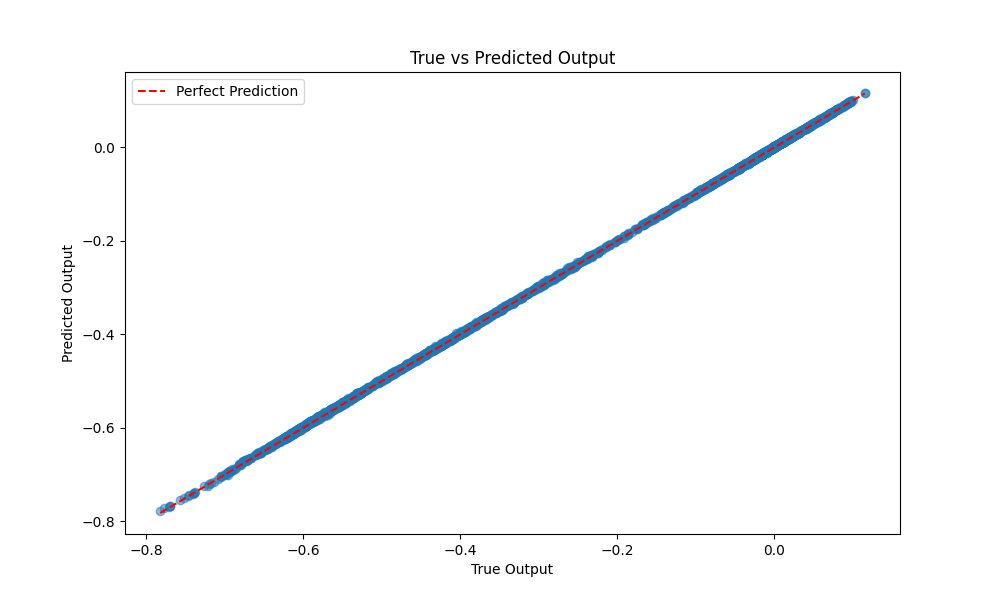 True vs Predicted Output
Perfect Prediction
Predicted Output
0.0
−0.2
−0.4
−0.6
−0.8
−0.8
−0.6
−0.4
−0.2
0.0
True Output